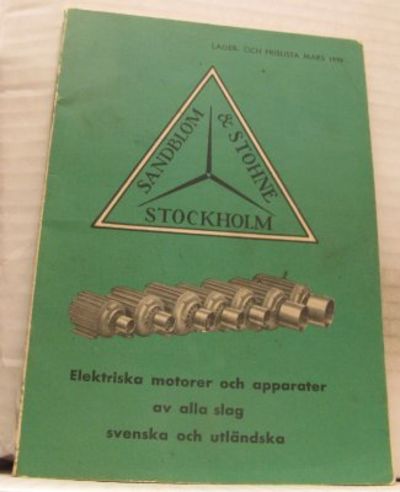 LAGER- OCH PRISLISTA MARS
SANDBLOM
& STOHNE
STOCKHOLM
Elektriska motorer och apparater
av alla slag
svenska och utländska